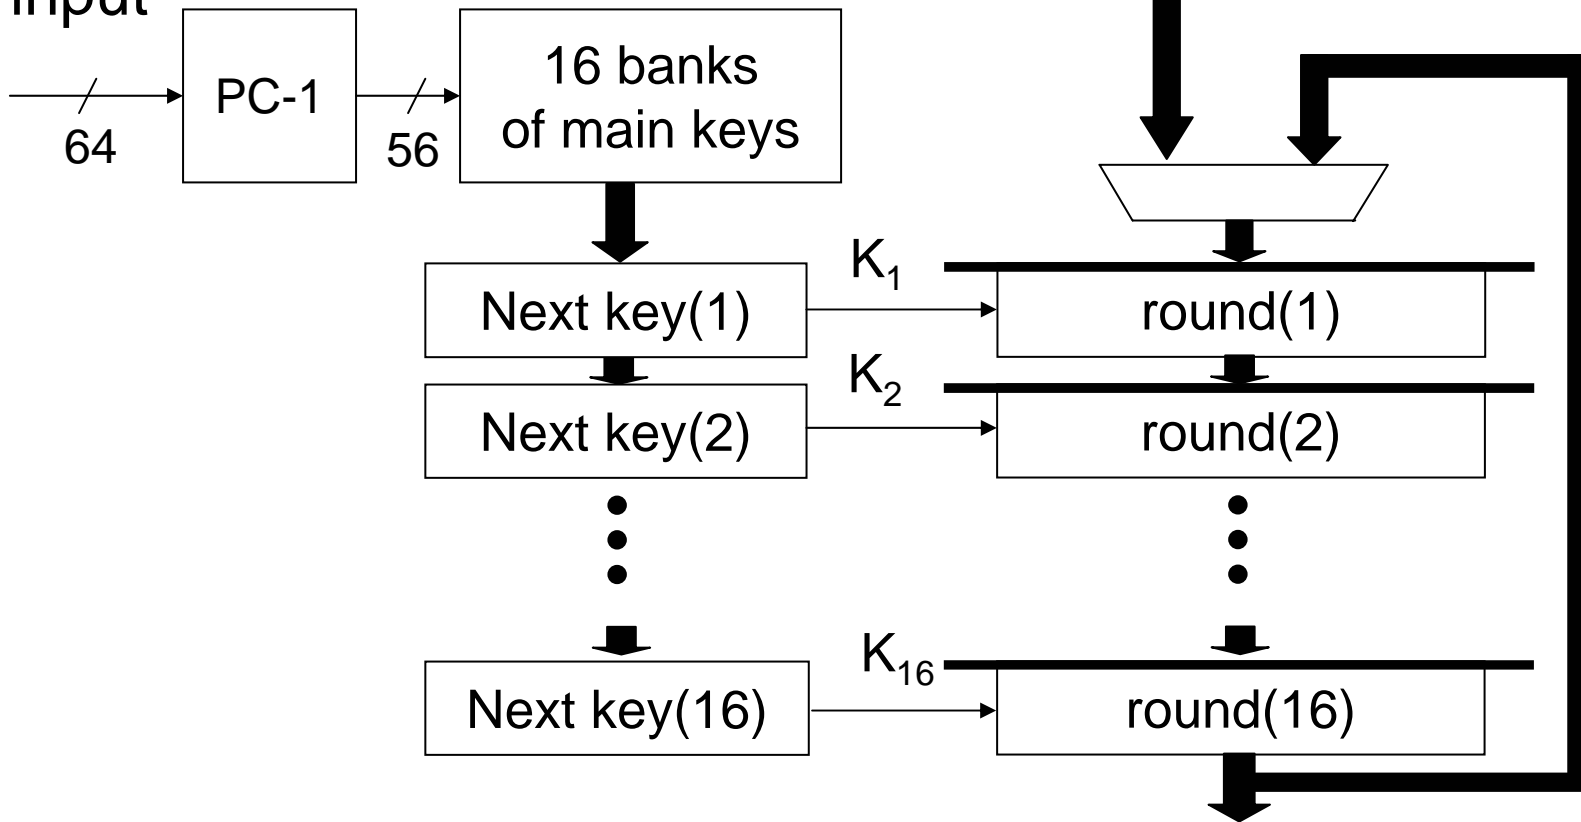 input
64
PC-1
56
16 banks
of main keys
Next key(1)
K1
round(1)
Next key(2)
K2
round(2)
Next key(16)
K16
round(16)